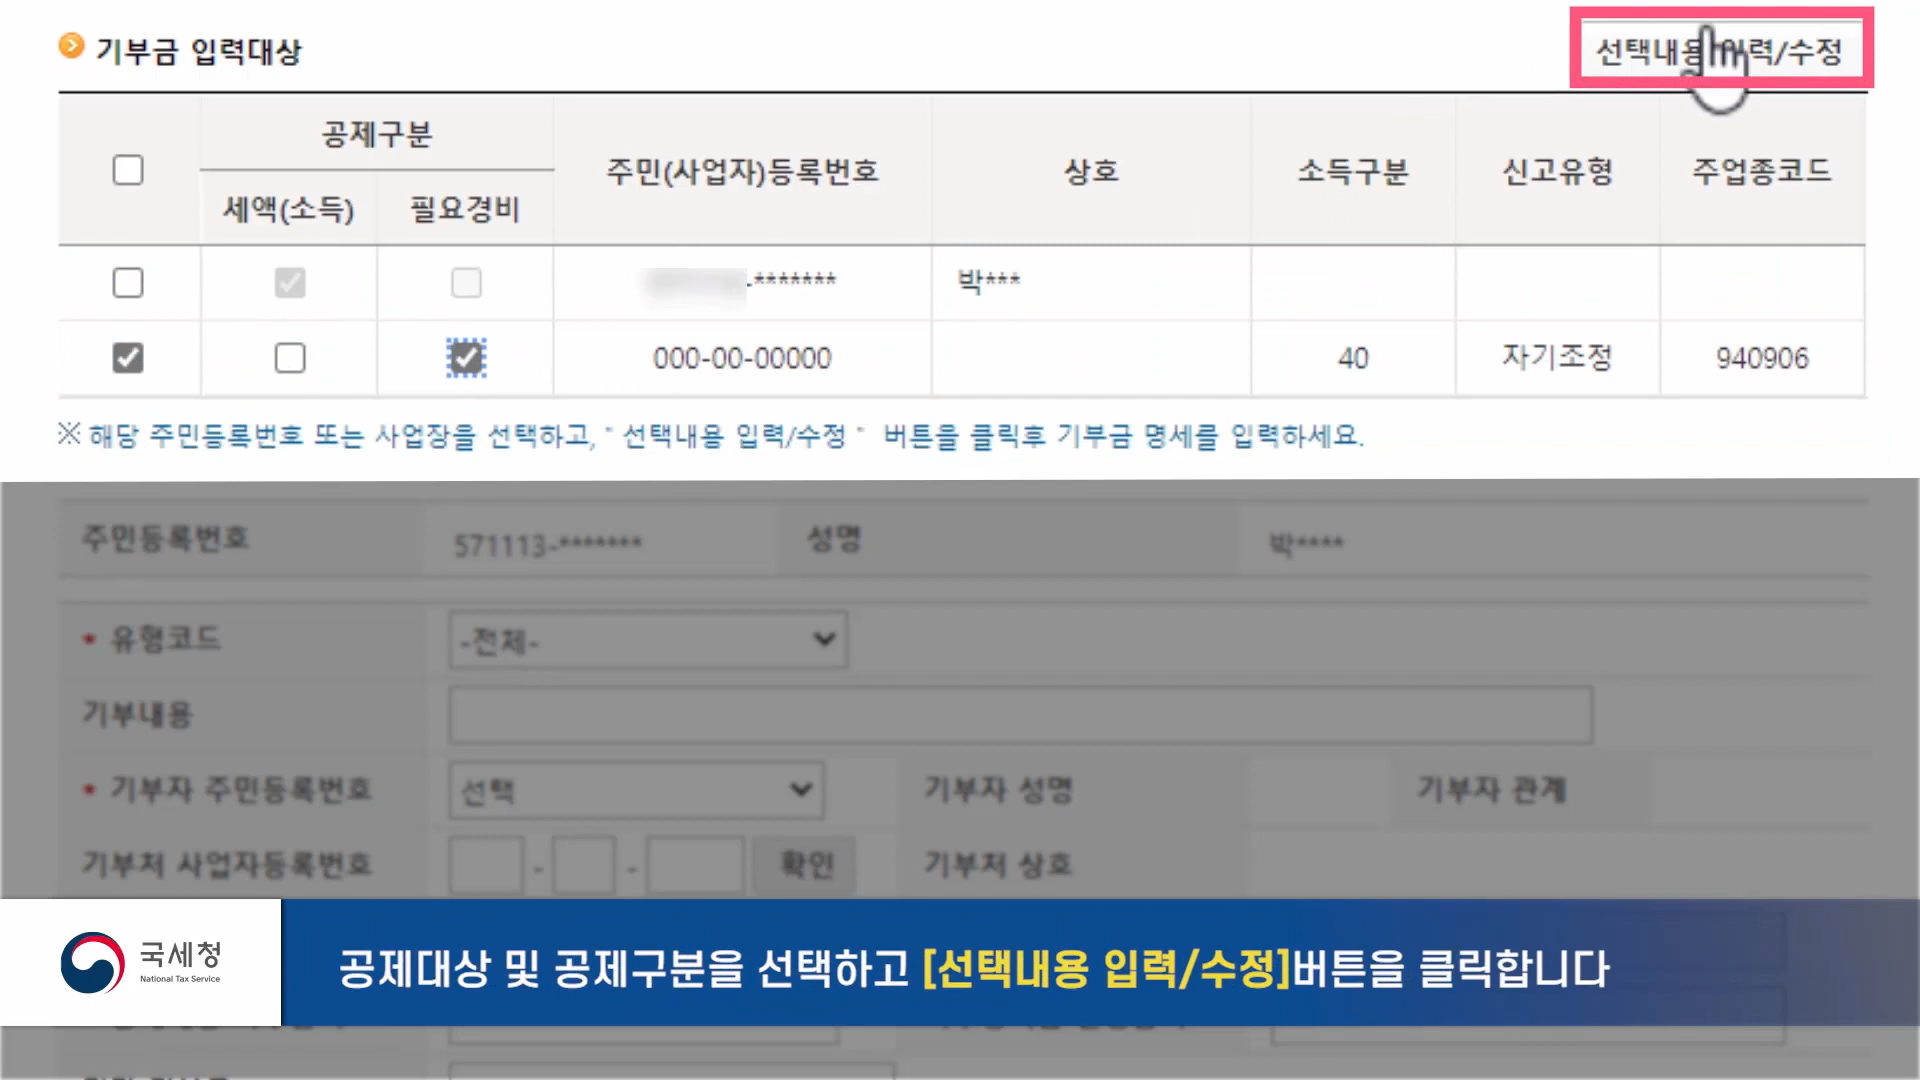 기부금 입력대상
선택내용 입력/수정
공제구분
세액(소득) 필요경비 주민(사업자)등록번호 상호 소득구분 신고유형 주업종코드
-******* 박***
000-00-00000 40 자기조정 940906
※ 해당 주민등록번호 또는 사업장을 선택하고, " 선택내용 입력/수정 " 버튼을 클릭후 기부금 명세를 입력하세요.
주민등록번호 571113-******* 성명 박****
* 유형코드 -전체-
기부내용
* 기부자 주민등록번호 선택 기부자 성명 기부자 관계
기부처 사업자등록번호 - - 확인 기부처 상호
국세청
National Tax Service
공제대상 및 공제구분을 선택하고 [선택내용 입력/수정]버튼을 클릭합니다